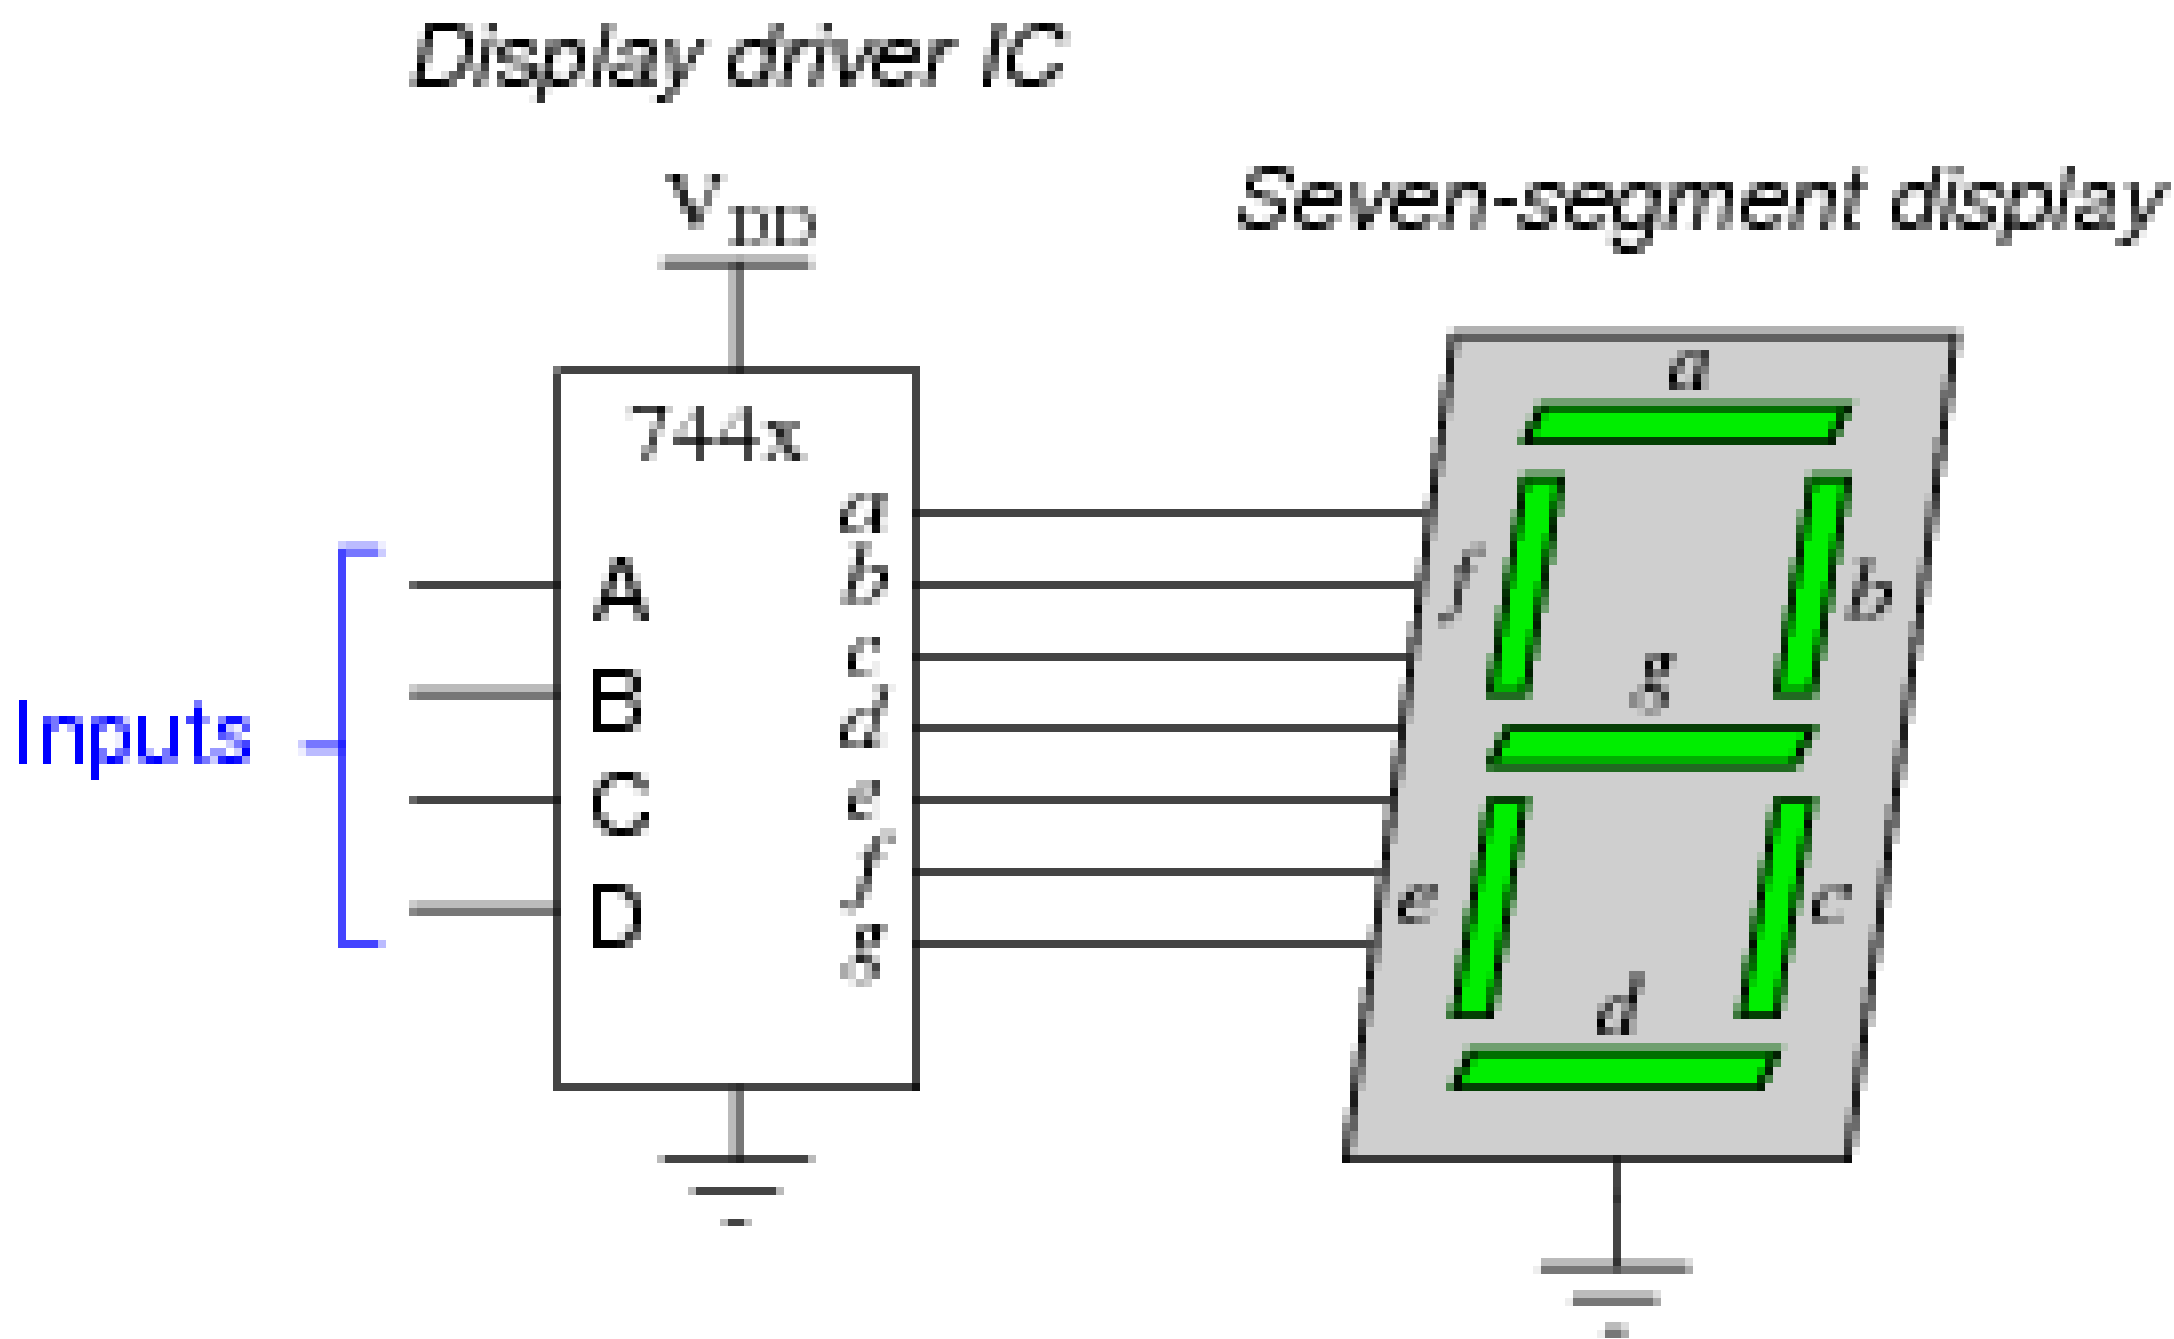 Display driver IC
VDD
Seven-segment display
744x
Inputs
A
B
C
D
a
b
c
d
e
f
g
a
f
b
g
e
c
d